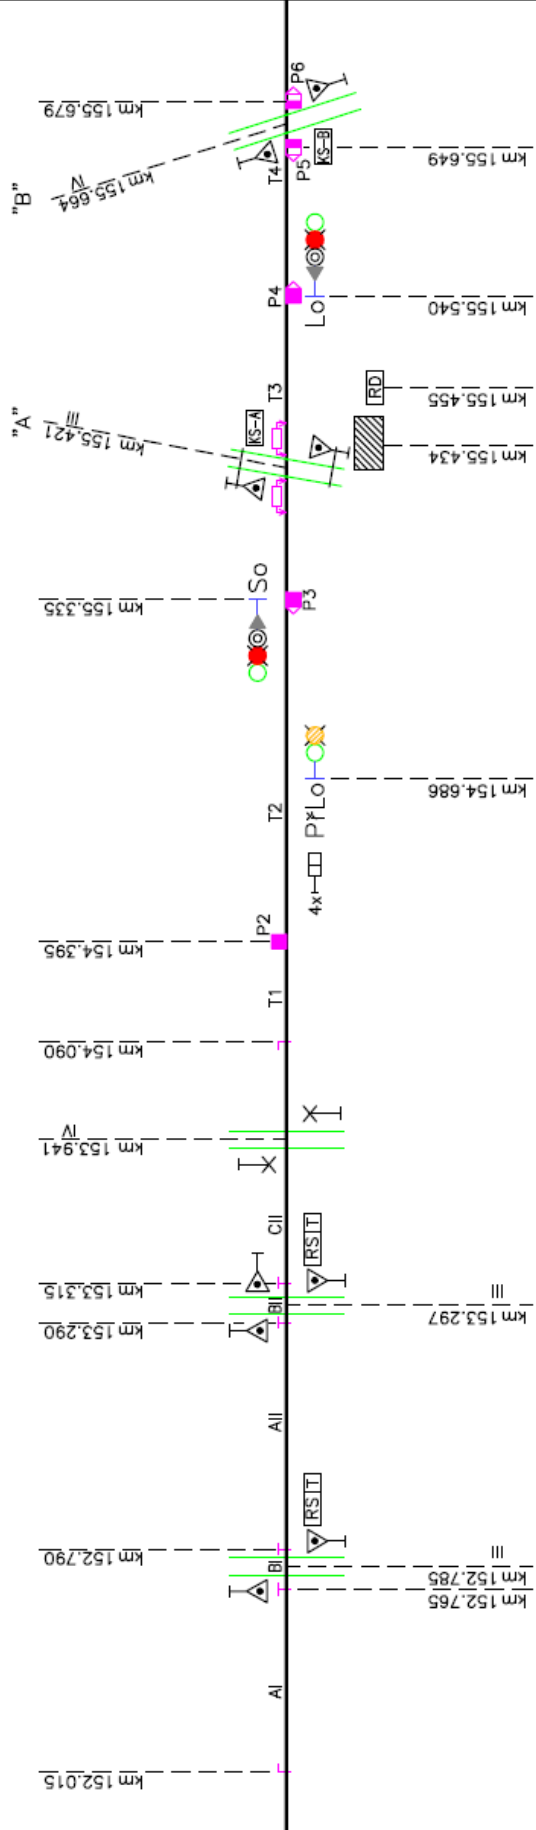 P6
km 155.679
"B"
IV
km 155.664
T4
P5
KS-B
km 155.649
P4
Lo
km 155.540
T3
RD
km 155.455
"A"
III
km 155.421
KS-A
km 155.434
So
km 155.335
P3
PřLo
km 154.686
T2
4x
P2
km 154.395
T1
km 154.090
IV
km 153.941
CII
RS T
km 153.315
BII
III
km 153.297
km 153.290
AII
RS T
km 152.790
BI
III
km 152.785
km 152.765
AI
km 152.015